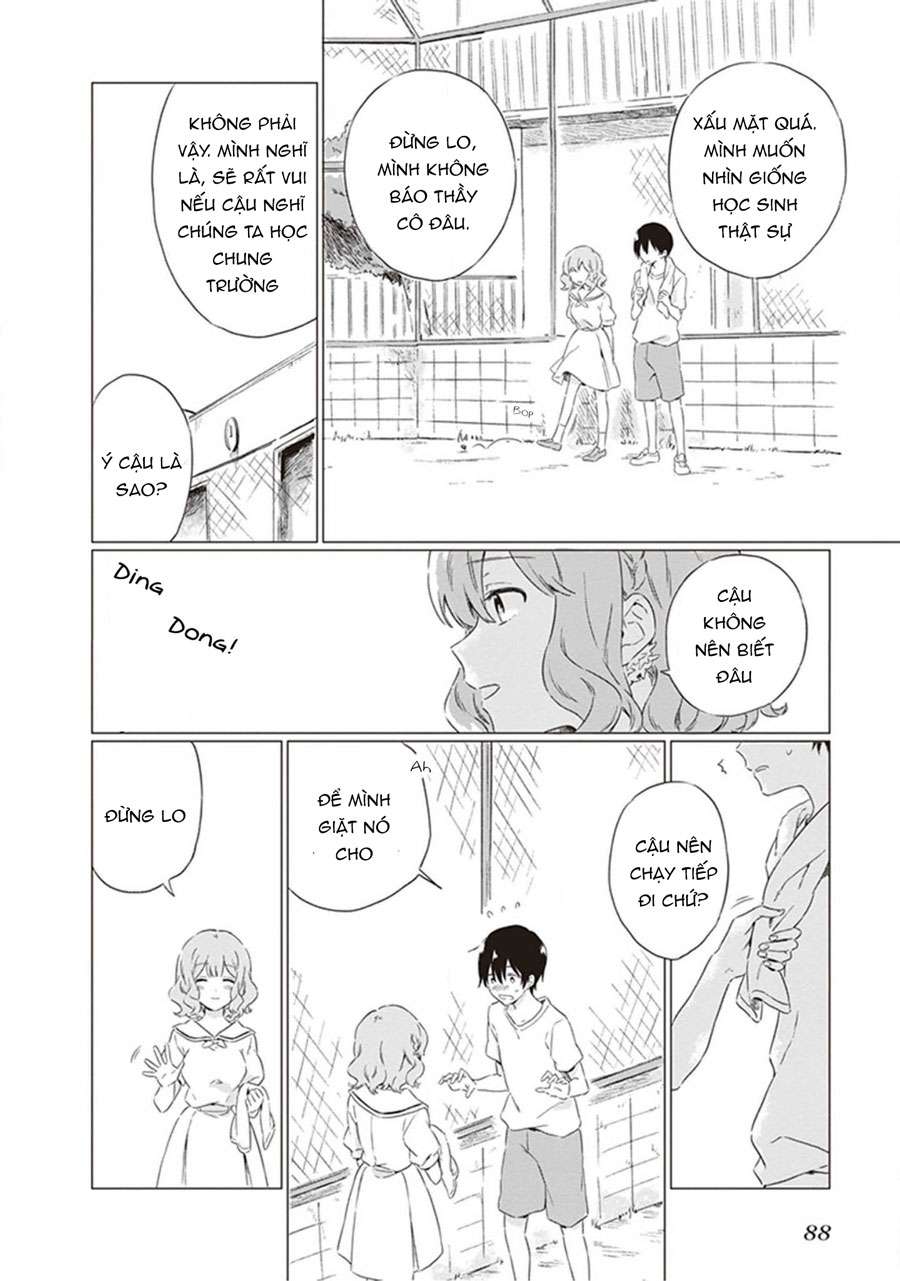 XẤU MẶT QUÁ.
MÌNH MUỐN
NHÌN GIỐNG
HỌC SINH
THẬT SỰ
ĐỪNG LO,
MÌNH KHÔNG
BÁO THẦY
CÔ ĐÂU.
BOP
KHÔNG PHẢI
VẬY. MÌNH NGHĨ
LÀ, SẼ RẤT VUI
NẾU CẬU NGHĨ
CHÚNG TA HỌC
CHUNG
TRƯỜNG
Ý CẬU LÀ
SAO?
CẬU
KHÔNG
NÊN BIẾT
ĐÂU
Ding
Dong!
CẬU NÊN
CHẠY TIẾP
ĐI CHỨ?
Ah
ĐỂ MÌNH
GIẶT NÓ
CHO
ĐỪNG LO
88